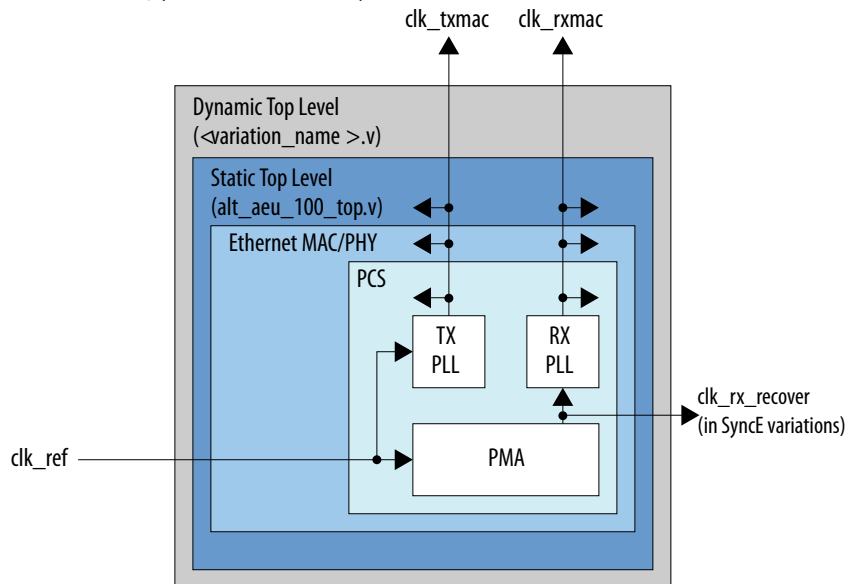 clk_txmac clk_rxmac
Dynamic Top Level
(<variation_name >.v)
Static Top Level
(alt_aeu_100_top.v)
Ethernet MAC/PHY
PCS
TX
PLL
RX
PLL
clk_rx_recover
(in SyncE variations)
clk_ref
PMA